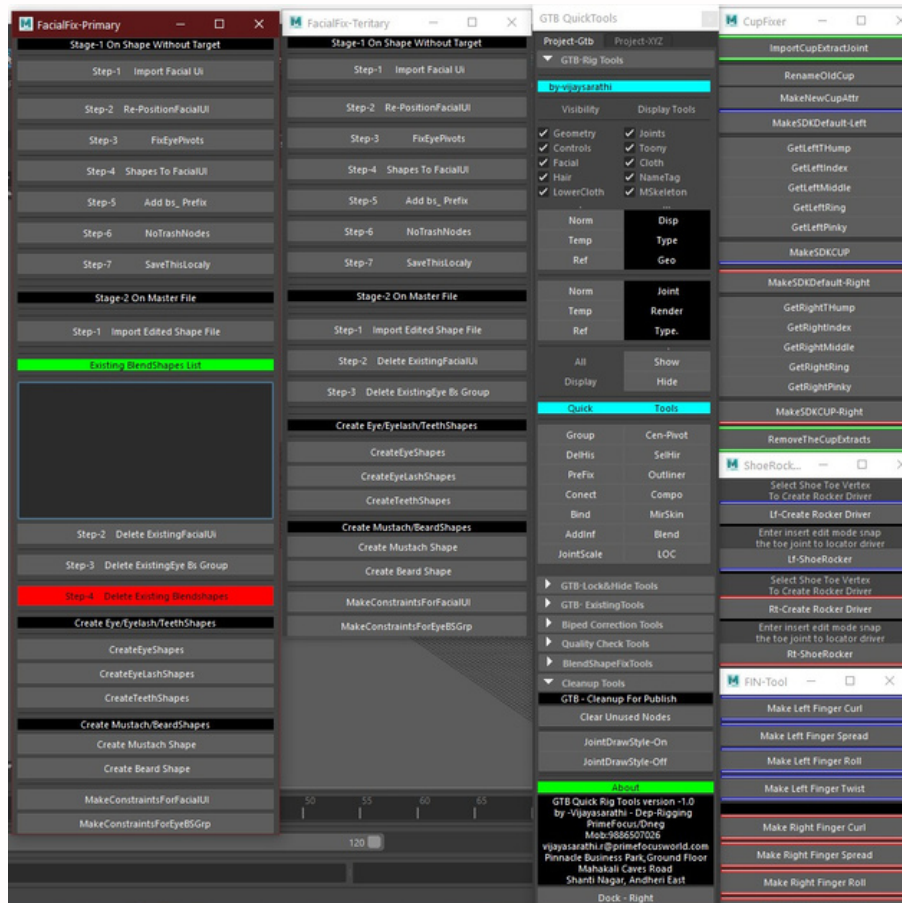 FacialFix-Primary
Stage-1 On Shape Without Target
Step-1 Import Facial Ui
Step-2 Re-PositionFacialUI
Step-3 FixEyePivots
Step-4 Shapes To FacialUI
Step-5 Add bs_ Prefix
Step-6 NoTrashNodes
Step-7 SaveThisLocaly
Stage-2 On Master File
Step-1 Import Edited Shape File
Existing BlendShapes List
Step-2 Delete ExistingFacialUi
Step-3 Delete ExistingEye Bs Group
Step-4 Delete Existing Blendshapes
Create Eye/Eyelash/TeethShapes
CreateEyeShapes
CreateEyeLashShapes
CreateTeethShapes
Create Mustach/BeardShapes
Create Mustach Shape
Create Beard Shape
MakeConstraintsForFacialUI
MakeConstraintsForEyeBSGrp
FacialFix-Teritary
Stage-1 On Shape Without Target
Step-1 Import Facial Ui
Step-2 Re-PositionFacialUI
Step-3 FixEyePivots
Step-4 Shapes To FacialUI
Step-5 Add bs_ Prefix
Step-6 NoTrashNodes
Step-7 SaveThisLocaly
Stage-2 On Master File
Step-1 Import Edited Shape File
Step-2 Delete ExistingFacialUi
Step-3 Delete ExistingEye Bs Group
Create Eye/Eyelash/TeethShapes
CreateEyeShapes
CreateEyeLashShapes
CreateTeethShapes
Create Mustach/BeardShapes
Create Mustach Shape
Create Beard Shape
MakeConstraintsForFacialUI
MakeConstraintsForEyeBSGrp
50 55 60 65
120
GTB QuickTools
Project-Gtb Project-XYZ
GTB-Rig Tools
by-vijaysarathi
Visibility Display Tools
Geometry Joints
Controls Toony
Facial Cloth
Hair NameTag
LowerCloth MSkeleton
. ...
Norm Disp
Temp Type
Ref Geo
Norm Joint
Temp Render
Ref Type.
.
All Show
Display Hide
Quick Tools
Group Cen-Pivot
DelHis SelHir
PreFix Outliner
Conect Compo
Bind MirSkin
AddInf Blend
JointScale LOC
GTB-Lock&Hide Tools
GTB- ExistingTools
Biped Correction Tools
Quality Check Tools
BlendShapeFixTools
Cleanup Tools
GTB - Cleanup For Publish
Clear Unused Nodes
JointDrawStyle-On
JointDrawStyle-Off
About
GTB Quick Rig Tools version -1.0
by -Vijayasarathi - Dep-Rigging
PrimeFocus/Dneg
Mob:9886507026
vijayasarathi.r@primefocusworld.com
Pinnacle Business Park,Ground Floor
Mahakali Caves Road
Shanti Nagar, Andheri East
Dock - Right
CupFixer
ImportCupExtractJoint
RenameOldCup
MakeNewCupAttr
MakeSDKDefault-Left
GetLeftTHump
GetLeftIndex
GetLeftMiddle
GetLeftRing
GetLeftPinky
MakeSDKCUP
MakeSDKDefault-Right
GetRightTHump
GetRightIndex
GetRightMiddle
GetRightRing
GetRightPinky
MakeSDKCUP-Right
RemoveTheCupExtracts
ShoeRock...
Select Shoe Toe Vertex
To Create Rocker Driver
Lf-Create Rocker Driver
Enter insert edit mode snap
the toe joint to locator driver
Lf-ShoeRocker
Select Shoe Toe Vertex
To Create Rocker Driver
Rt-Create Rocker Driver
Enter insert edit mode snap
the toe joint to locator driver
Rt-ShoeRocker
FIN-Tool
Make Left Finger Curl
Make Left Finger Spread
Make Left Finger Roll
Make Left Finger Twist
Make Right Finger Curl
Make Right Finger Spread
Make Right Finger Roll